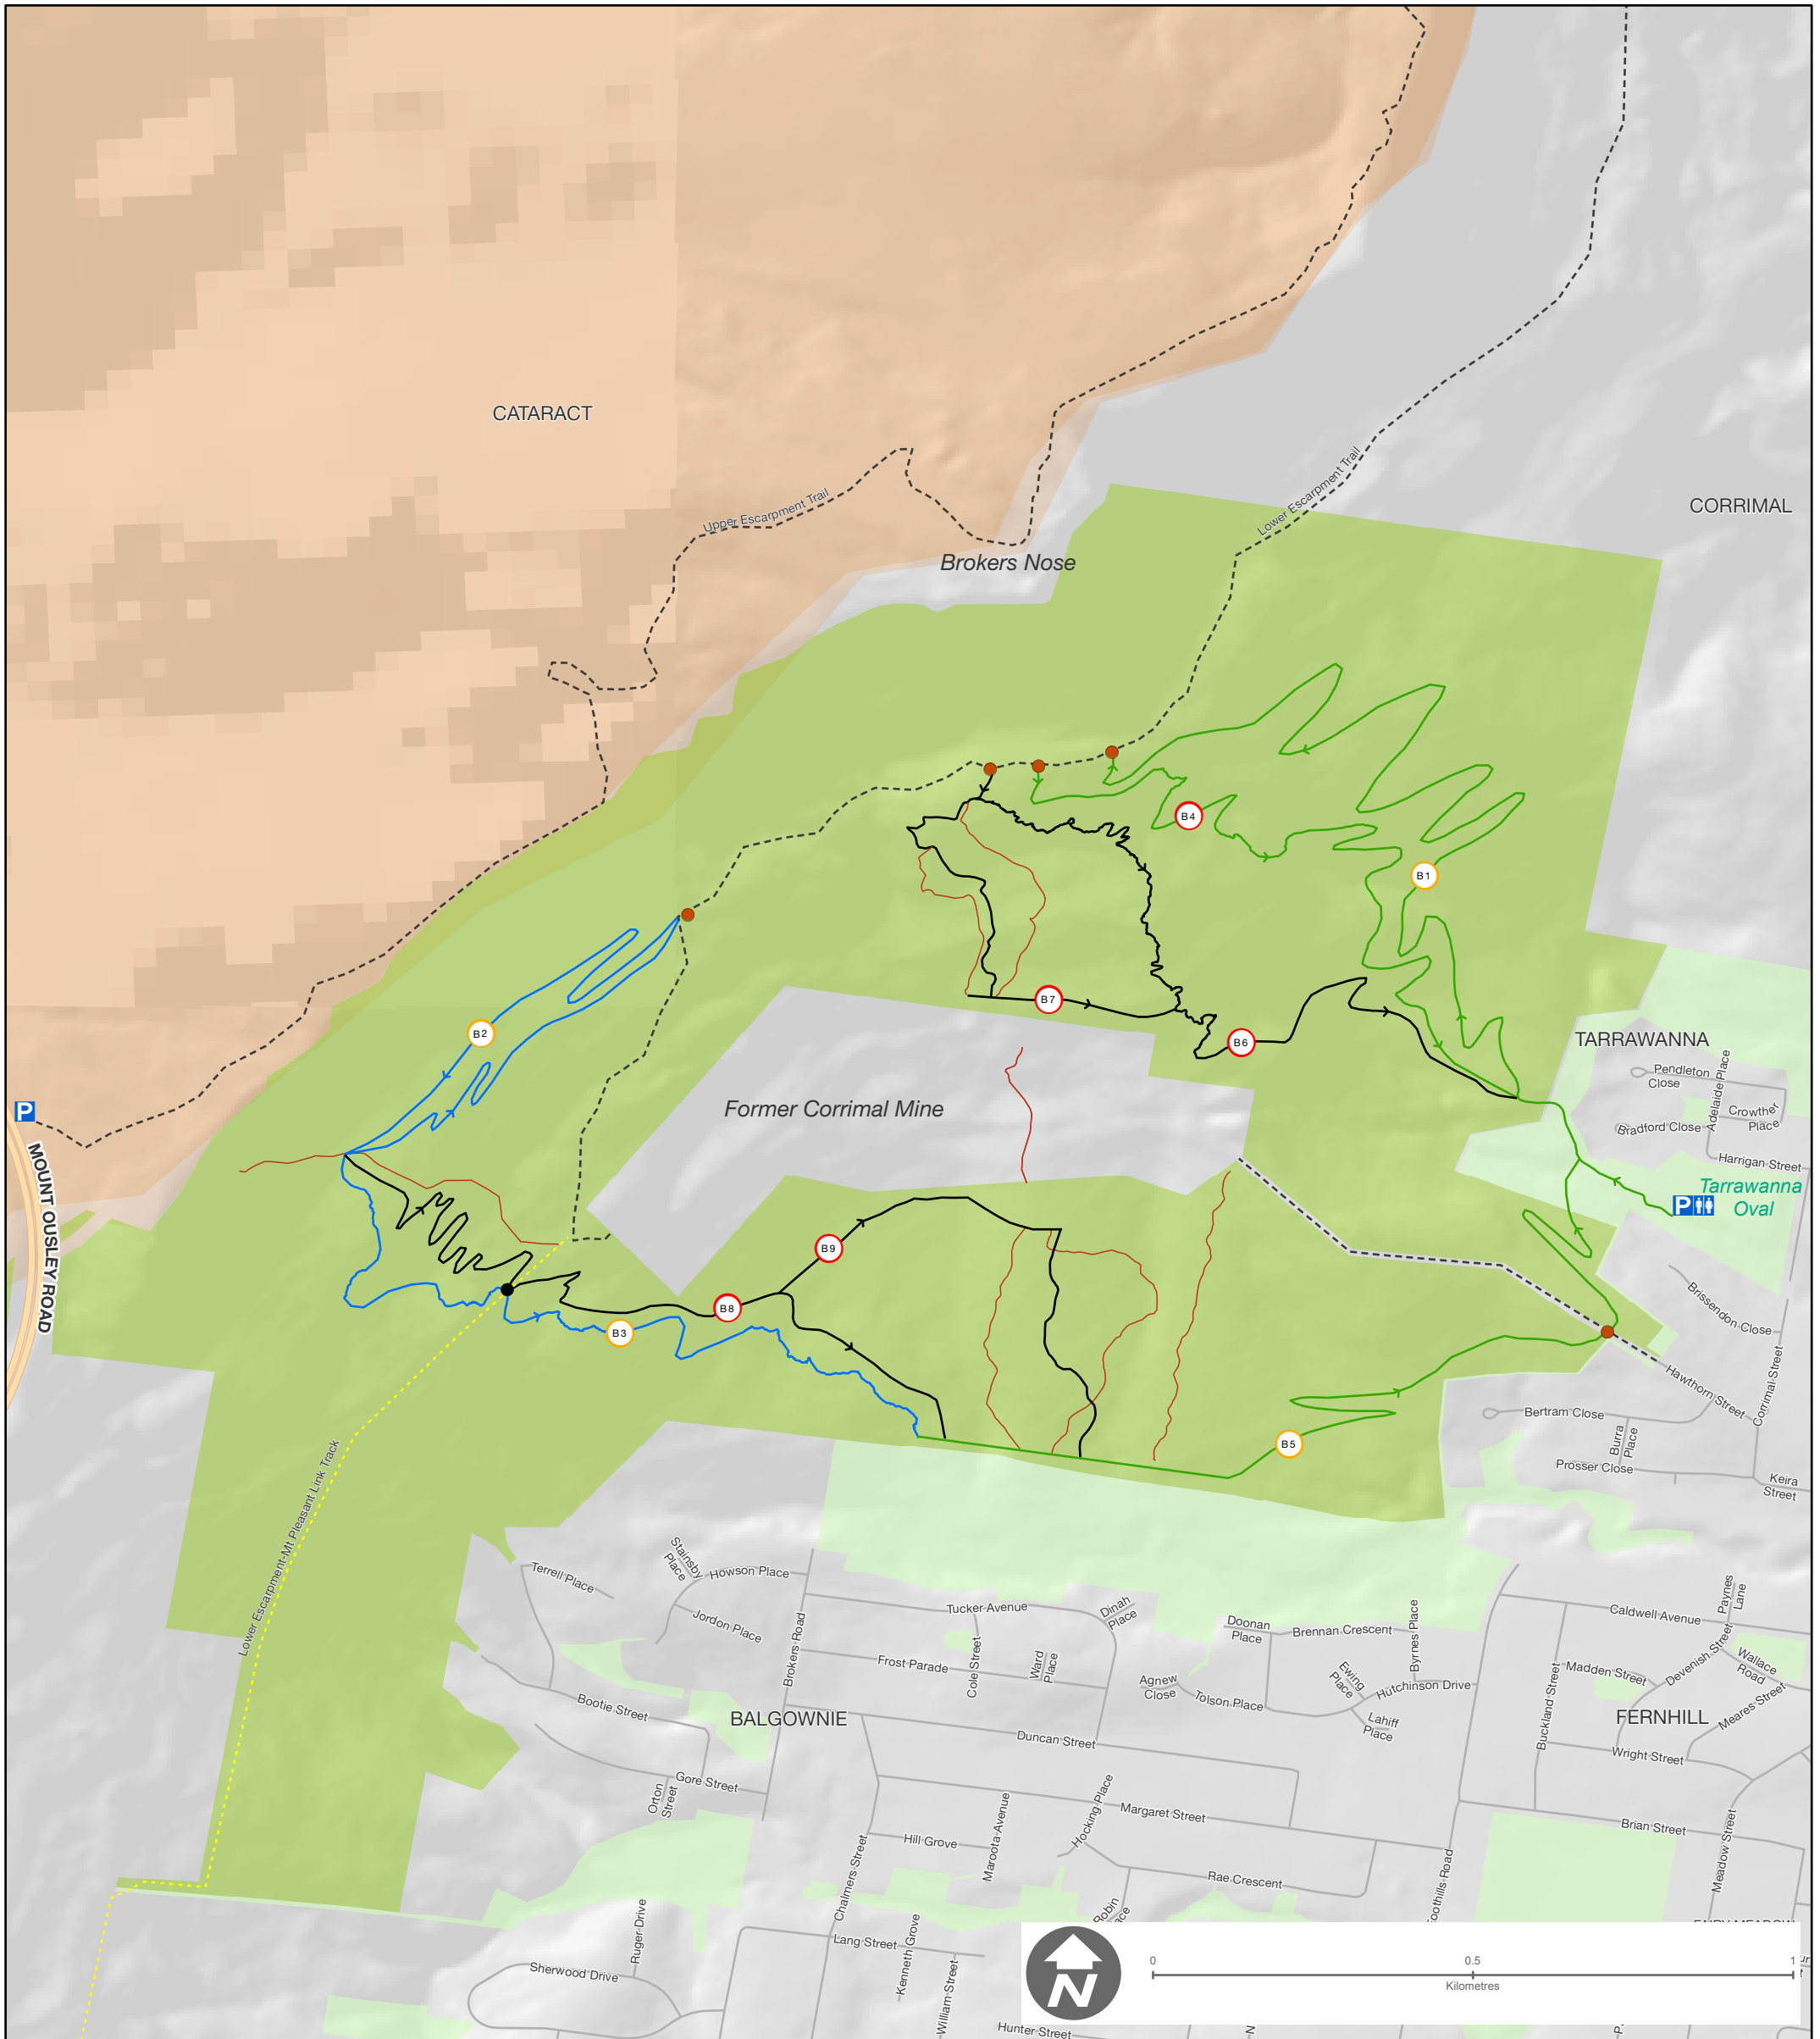 CATARACT
Upper Escarpment Trail
Lower Escarpment Trail
CORRIMAL
Brokers Nose
B4
B1
B7
B6
B2
TARRAWANNA
Pendleton
Close
Adelaide Place
Crowther
Place
Bradford Close
Harrigan Street
Former Corrimal Mine
P
MOUNT OUSLEY ROAD
Tarrawanna
Oval
P
B9
B8
B3
Brissendon Close
Hawthorn Street
Corrimal Street
Bertram Close
Burra
Place
B5
Prosser Close
Keira
Street
Lower Escarpment-Mt Pleasant Link Track
Terrell Place
Stainsby
Place
Howson Place
Jordon Place
Brokers Road
Tucker Avenue
Dinah
Place
Frost Parade
Cole Street
Ward
Place
Doonan
Place
Brennan Crescent
Byrnes Place
Agnew
Close
Tolson Place
Ewing
Place
Hutchinson Drive
Lahiff
Place
Caldwell Avenue
Paynes
Lane
Madden Street
Devenish Street
Wallace
Road
Meares Street
Buckland Street
FERNHILL
Wright Street
Bootie Street
BALGOWNIE
Duncan Street
Gore Street
Orton
Street
Hocking Place
Margaret Street
Brian Street
Meadow Street
Hill Grove
Maroota Avenue
Chalmers Street
Rae Crescent
Foothills Road
Robin
Ruger Drive
Lang Street
Kenneth Grove
Sherwood Drive
William Street
Hunter Street
N
0
0.5
1
Kilometres